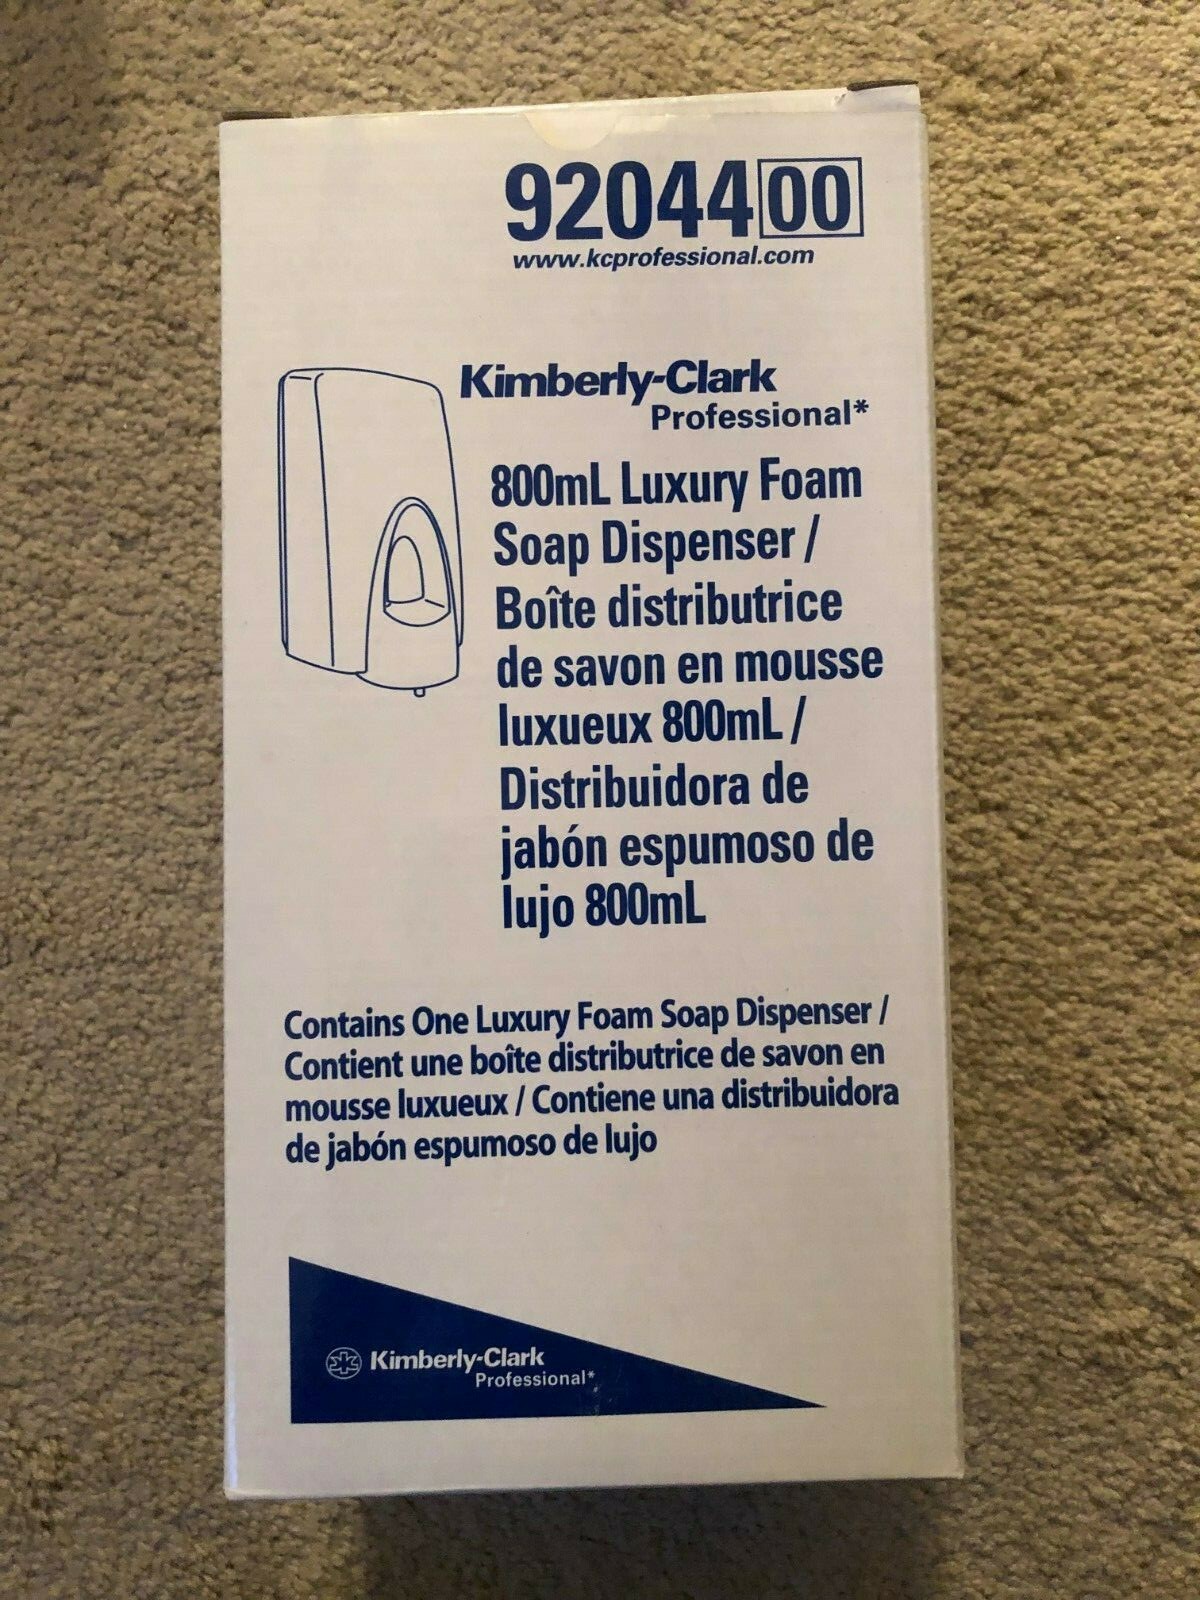 9204400
www.kcprofessional.com
Kimberly-Clark
Professional*
800mL Luxury Foam
Soap Dispenser /
Boîte distributrice
de savon en mousse
luxueux 800mL /
Distribuidora de
jabón espumoso de
lujo 800mL
Contains One Luxury Foam Soap Dispenser /
Contient une boîte distributrice de savon en
mousse luxueux / Contiene una distribuidora
de jabón espumoso de lujo
Kimberly-Clark
Professional*